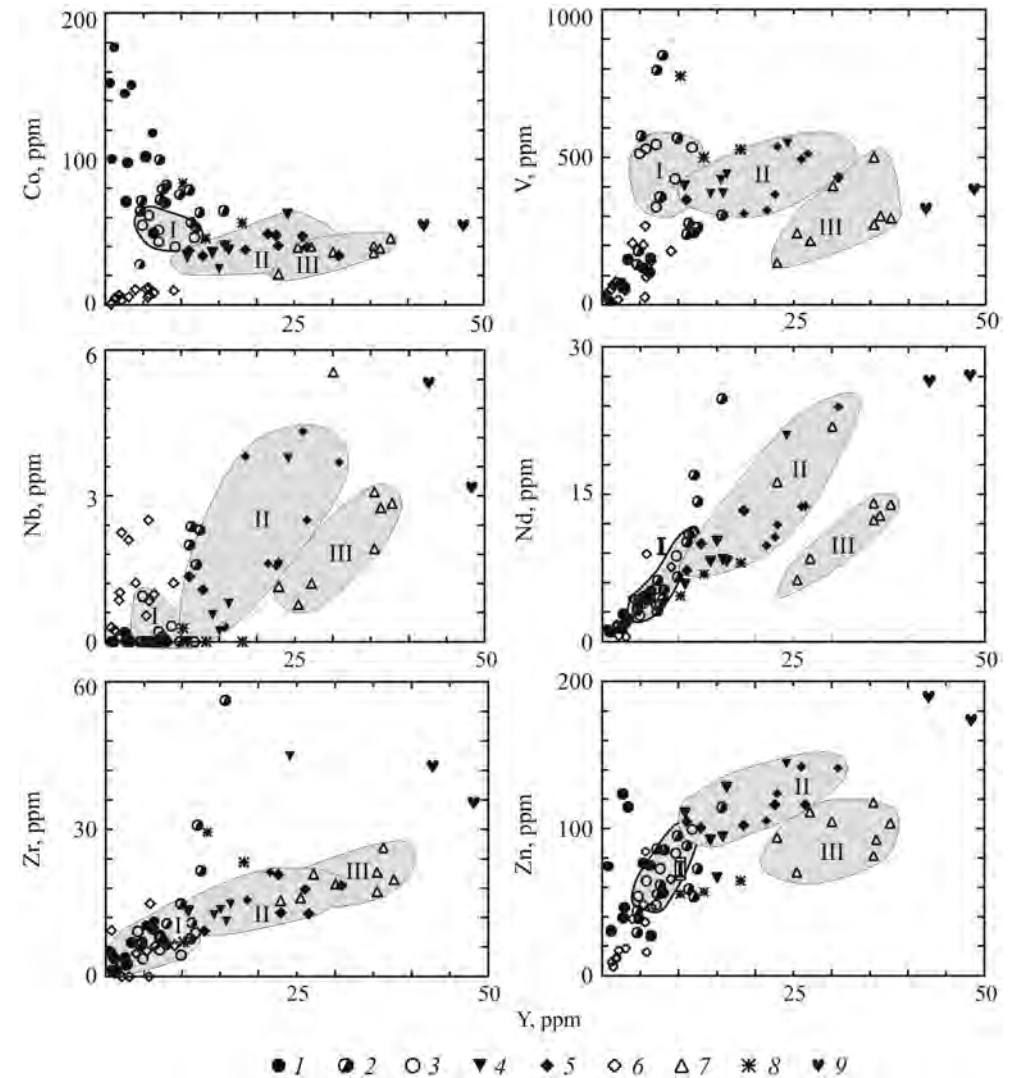 200
100
0
25
50
Co, ppm
I
II
III
1000
500
0
25
50
V, ppm
I
II
III
6
3
0
25
50
Nb, ppm
I
II
III
30
15
0
25
50
Nd, ppm
I
II
III
60
30
0
25
50
Zr, ppm
I
II
III
200
100
0
25
50
Zn, ppm
I
II
III
Y, ppm
1 2 3 4 5 6 7 8 9